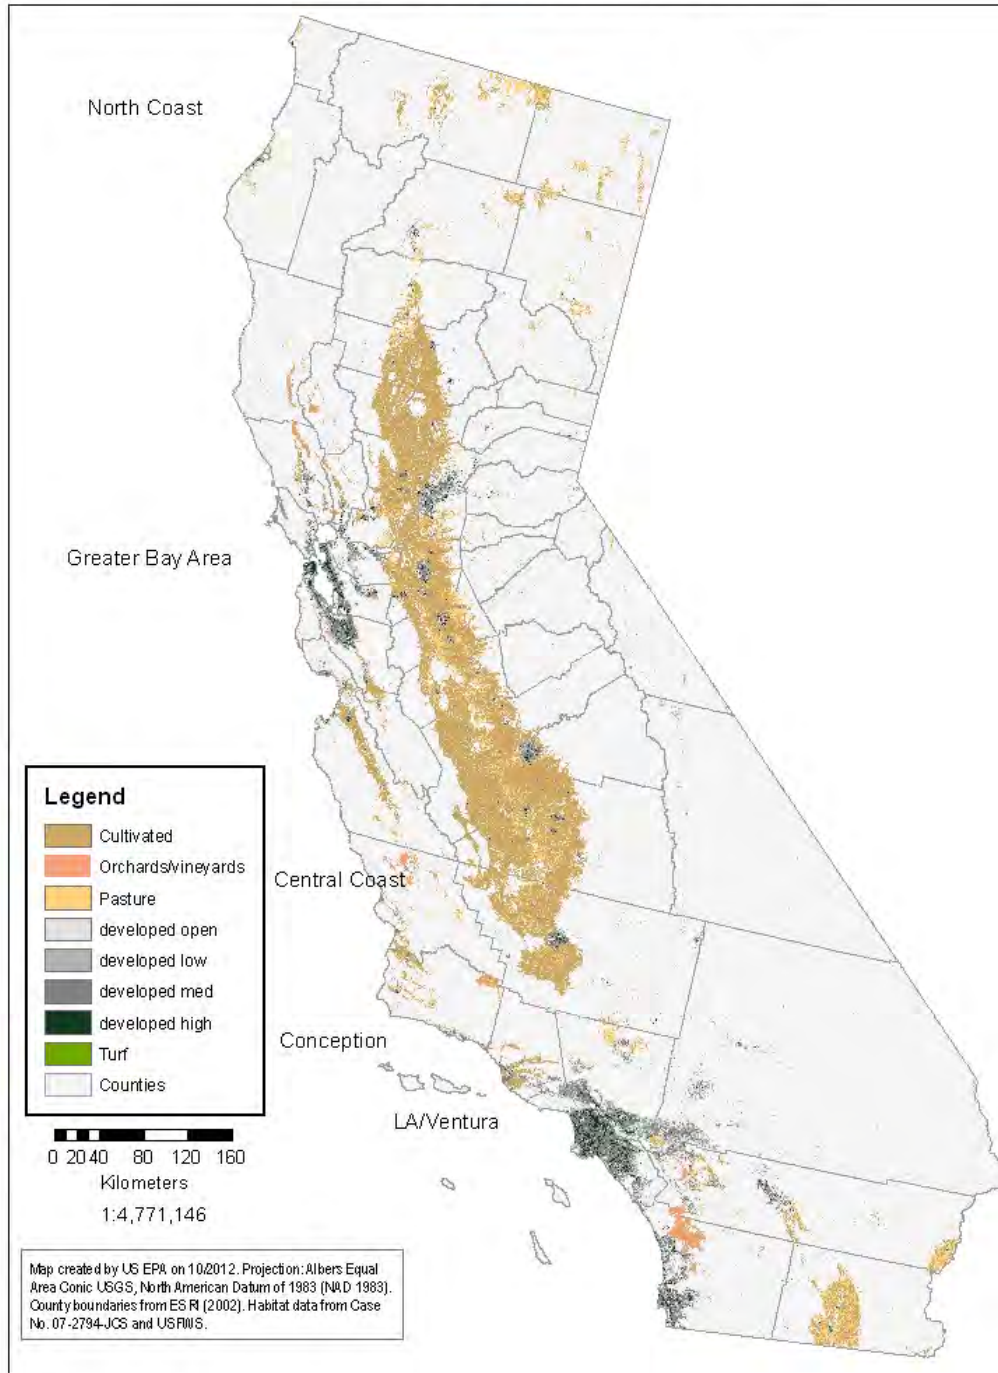 North Coast
Greater Bay Area
Legend
Cultivated
Orchards/vineyards
Pasture
developed open
developed low
developed med
developed high
Turf
Counties
Central Coast
Conception
LA/Ventura
0 20 40 80 120 160
Kilometers
1:4,771,146
Map created by US EPA on 10/2012. Projection: Albers Equal
Area Conic USGS, North American Datum of 1983 (NAD 1983).
County boundaries from ESRI (2002). Habitat data from Case
No. 07-2794-JCS and USFWS.